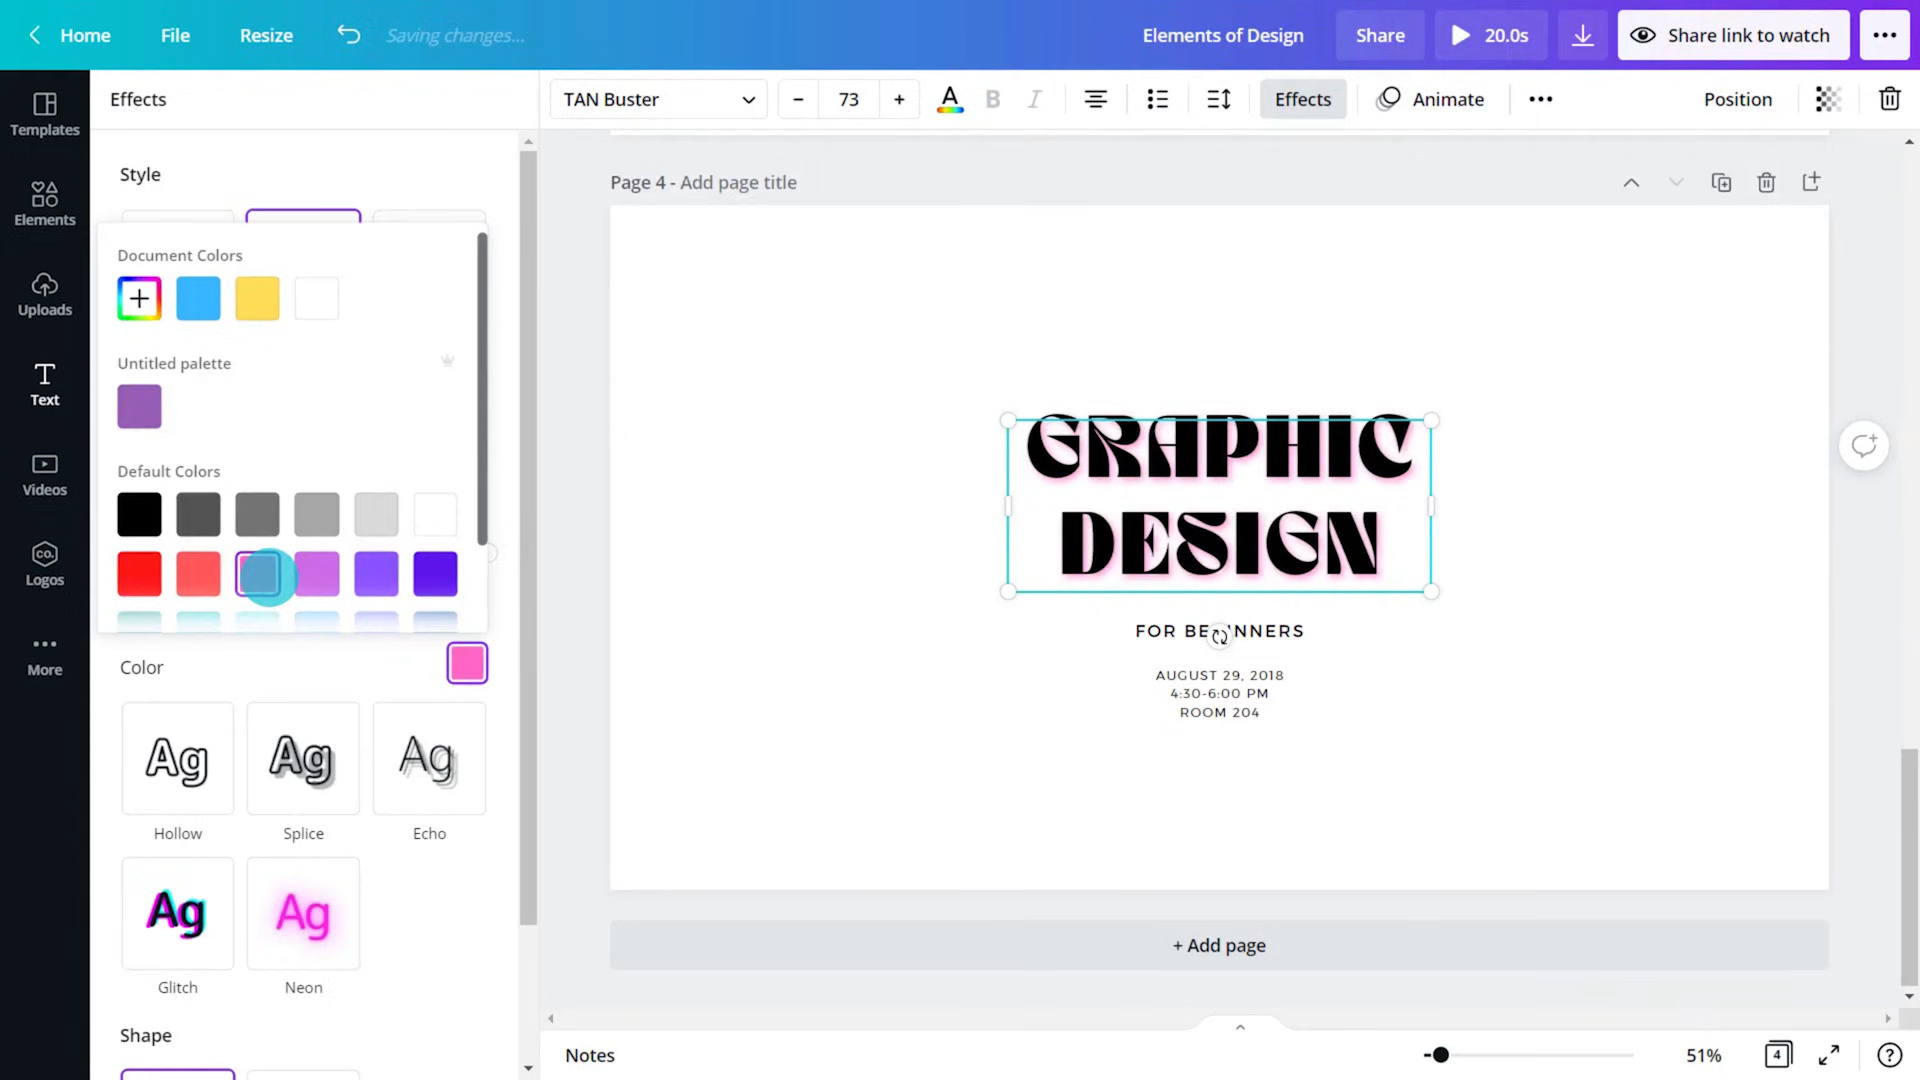 Home
File
Resize
Saving changes...
Elements of Design
Share
20.0s
Share link to watch
Templates
Elements
Uploads
Text
Videos
CO.
Logos
More
Effects
Style
Document Colors
Untitled palette
Default Colors
Color
Ag
Ag
Ag
Hollow
Splice
Echo
Ag
Ag
Glitch
Neon
Shape
TAN Buster
73
A
B
I
Effects
Animate
Position
Page 4 - Add page title
GRAPHIC
DESIGN
FOR BEGINNERS
AUGUST 29, 2018
4:30-6:00 PM
ROOM 204
+ Add page
Notes
51%
4
?